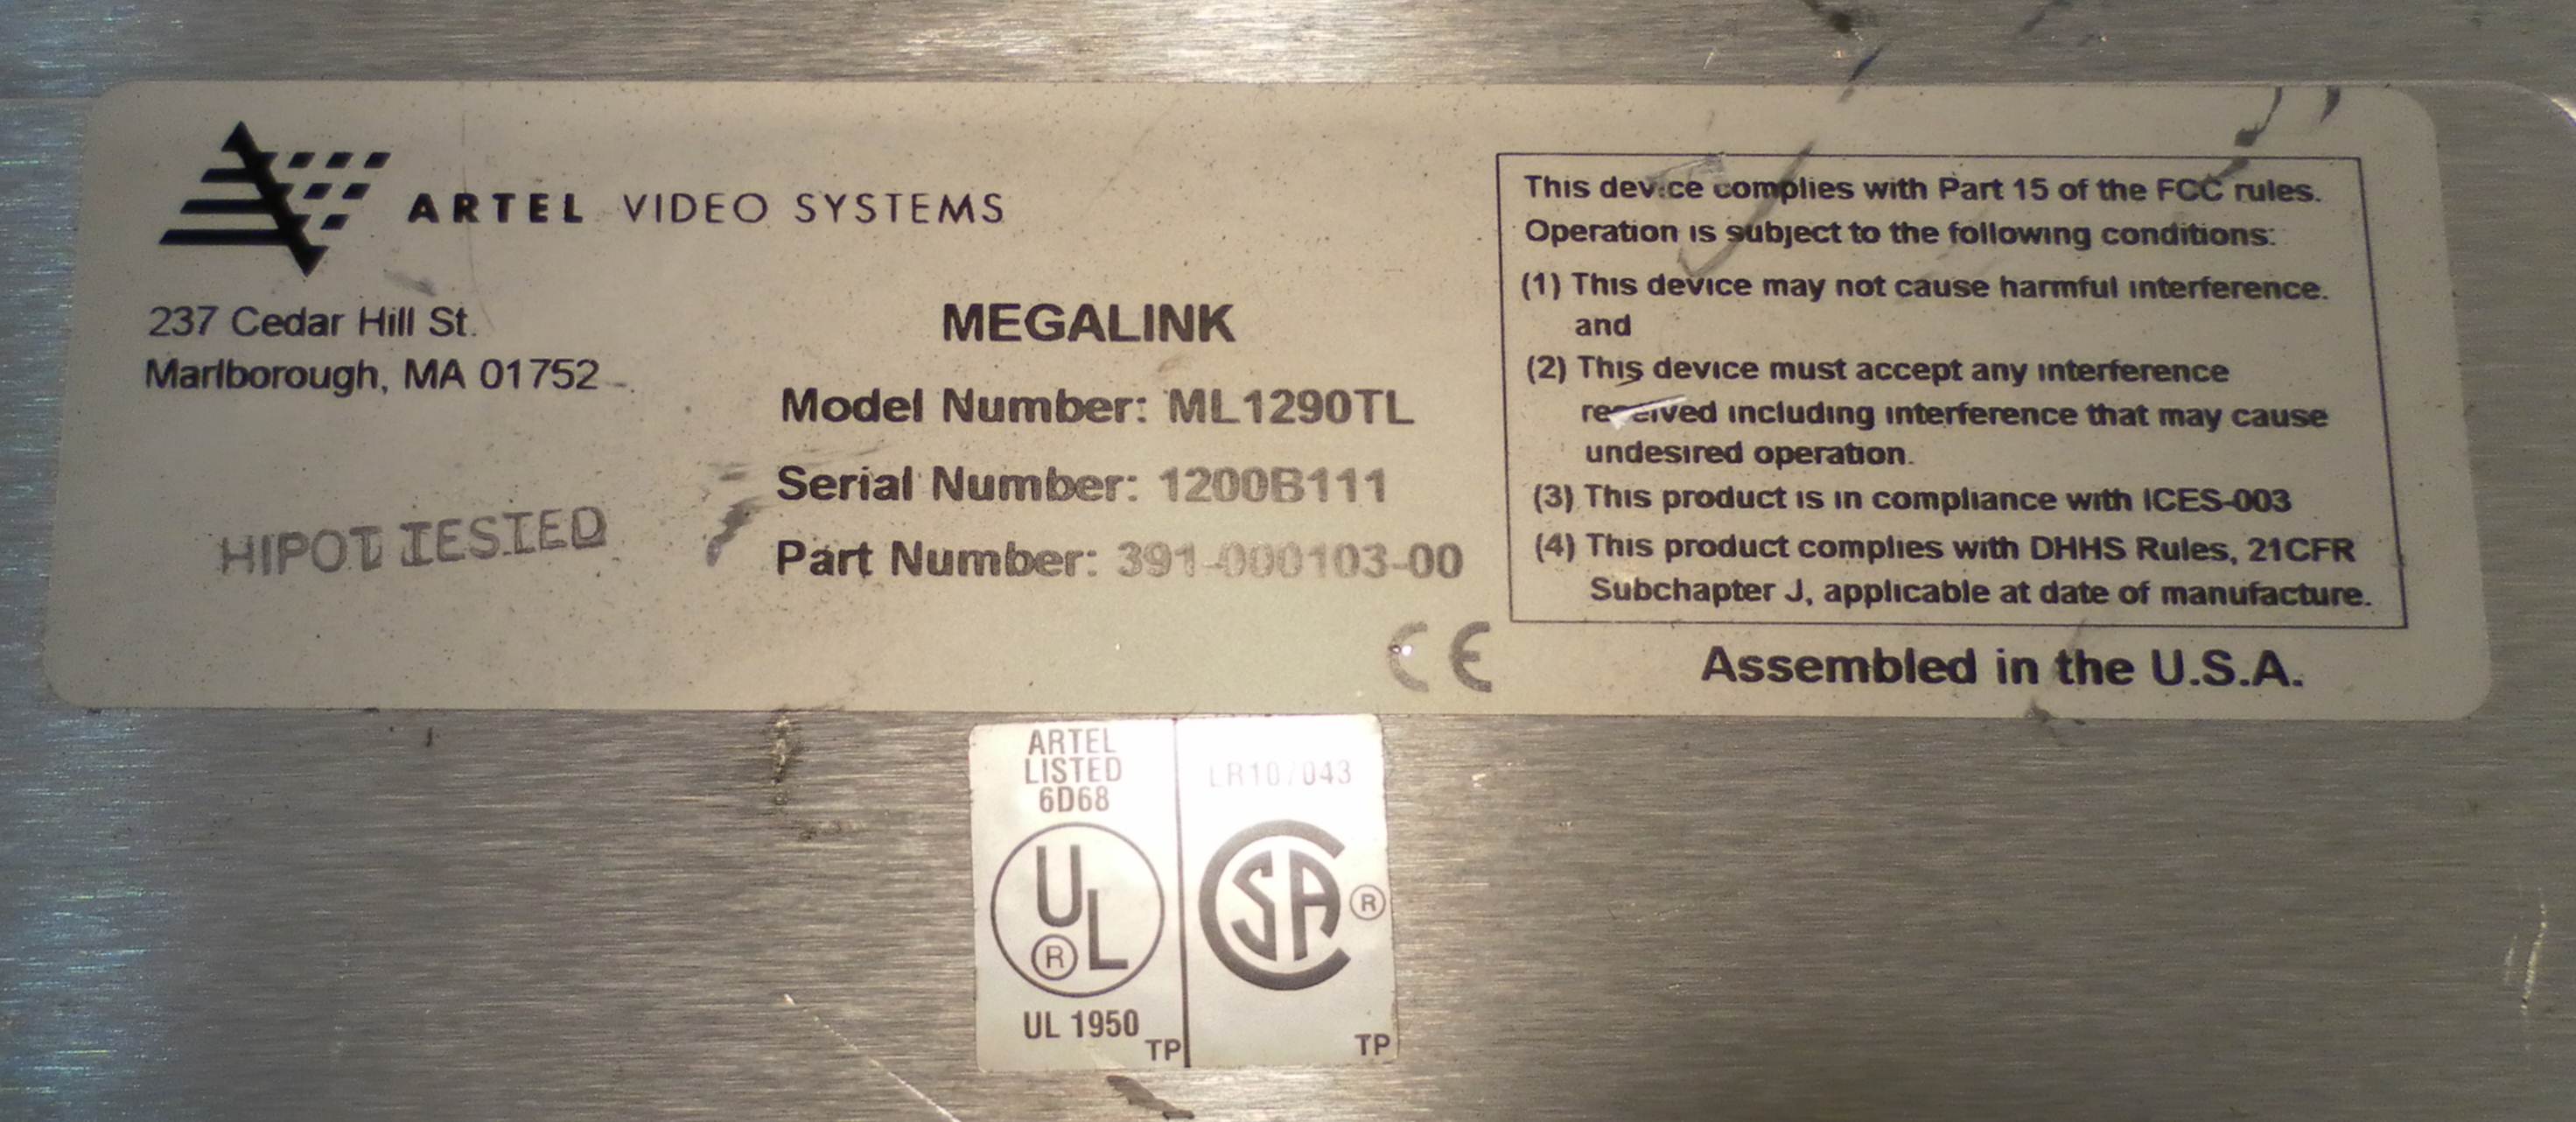 ARTEL VIDEO SYSTEMS
237 Cedar Hill St.
Marlborough, MA 01752
HIPOT TESTED
MEGALINK
Model Number: ML1290TL
Serial Number: 1200B111
Part Number: 391-000103-00
This device complies with Part 15 of the FCC rules.
Operation is subject to the following conditions:
(1) This device may not cause harmful interference.
and
(2) This device must accept any interference
received including interference that may cause
undesired operation.
(3) This product is in compliance with ICES-003
(4) This product complies with DHHS Rules, 21CFR
Subchapter J, applicable at date of manufacture.
CE
Assembled in the U.S.A.
ARTEL
LISTED
6D68
UL
®
UL 1950
TP
LR107043
CSA ®
TP